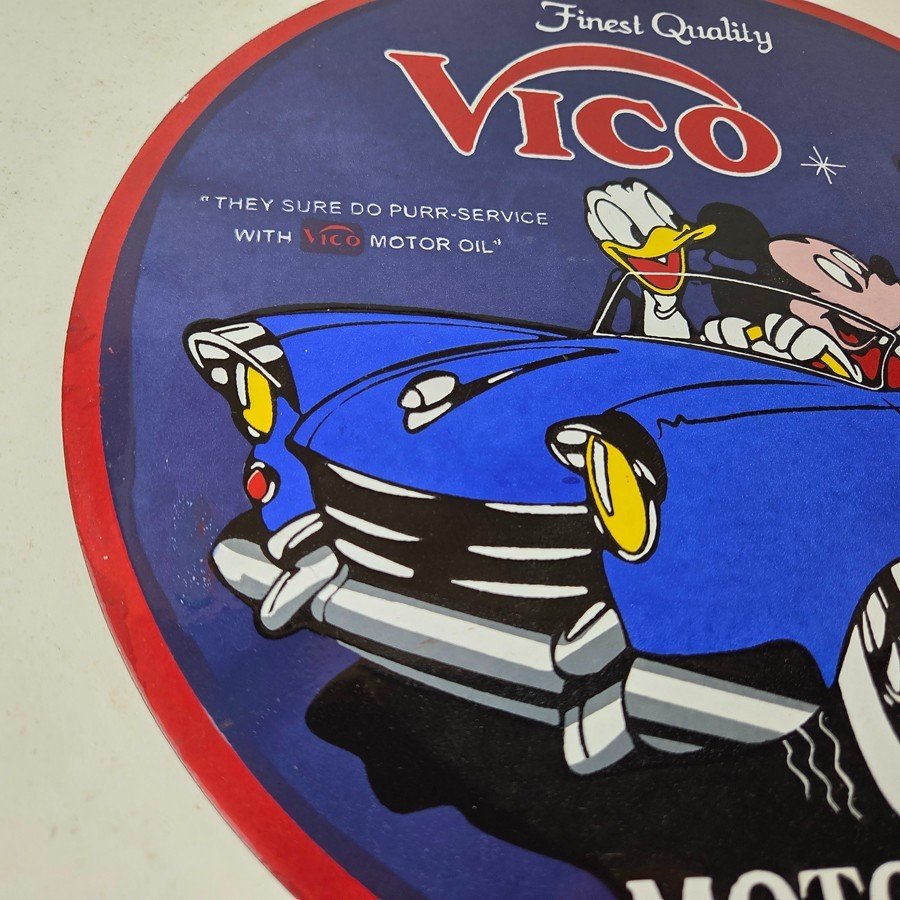 Finest Quality
VICO
"THEY SURE DO PURR-SERVICE
WITH VICO MOTOR OIL"